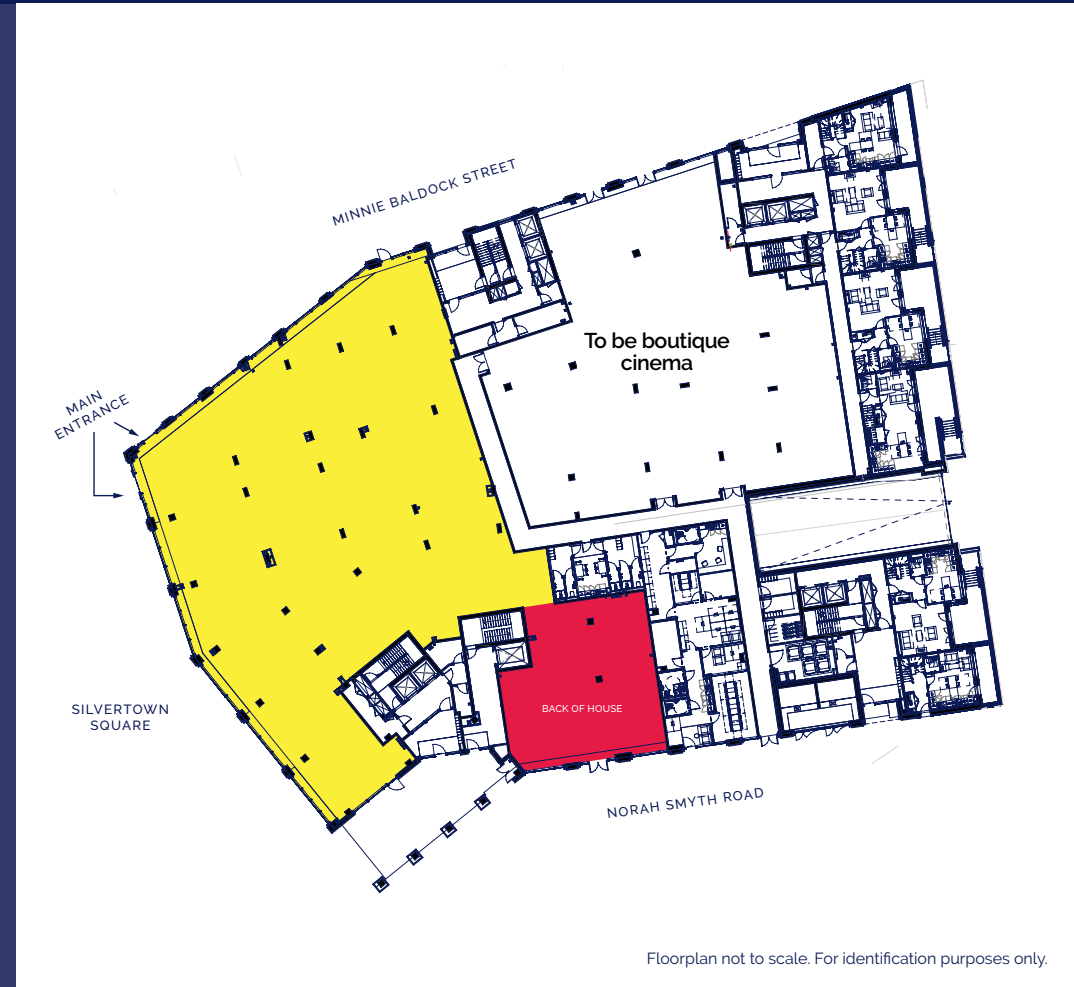 MINNIE BALDOCK STREET
To be boutique
cinema
MAIN
ENTRANCE
SILVERTOWN
SQUARE
BACK OF HOUSE
NORAH SMYTH ROAD
Floorplan not to scale. For identification purposes only.